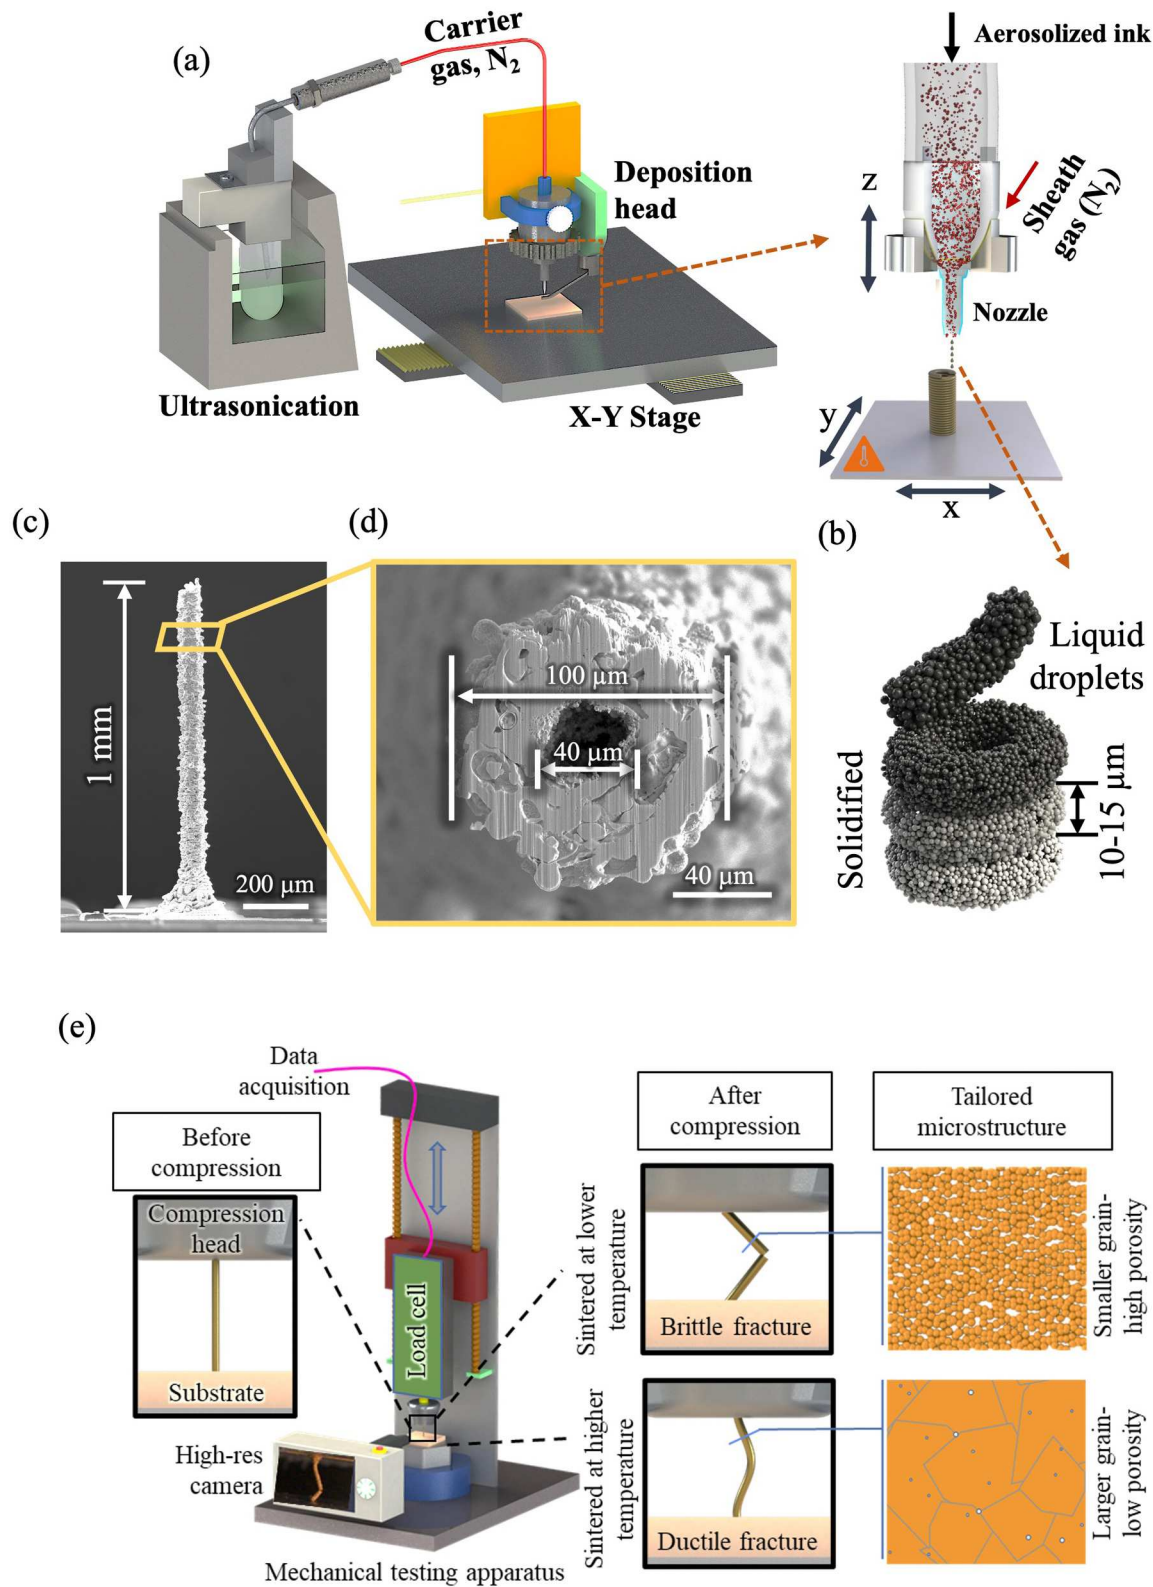 (a)
Carrier
gas, N2
Deposition
head
Ultrasonication
X-Y Stage
Aerosolized ink
z
Sheath
gas (N2)
Nozzle
y
x
(b)
Liquid
droplets
Solidified
10-15 µm
(c)
1 mm
200 µm
(d)
100 µm
40 µm
40 µm
(e)
Data
acquisition
Before
compression
Compression
head
Substrate
Load cell
High-res
camera
Mechanical testing apparatus
After
compression
Sintered at lower
temperature
Brittle fracture
Sintered at higher
temperature
Ductile fracture
Tailored
microstructure
Smaller grain-
high porosity
Larger grain-
low porosity